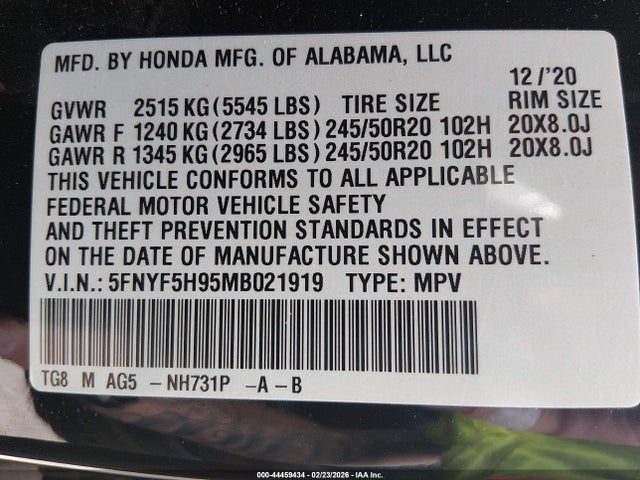 MFD. BY HONDA MFG. OF ALABAMA, LLC
12/'20
GVWR 2515 KG (5545 LBS) TIRE SIZE RIM SIZE
GAWR F 1240 KG (2734 LBS) 245/50R20 102H 20X8.0J
GAWR R 1345 KG (2965 LBS) 245/50R20 102H 20X8.0J
THIS VEHICLE CONFORMS TO ALL APPLICABLE
FEDERAL MOTOR VEHICLE SAFETY
AND THEFT PREVENTION STANDARDS IN EFFECT
ON THE DATE OF MANUFACTURE SHOWN ABOVE.
V.I.N.: 5FNYF5H95MB021919 TYPE: MPV
TG8 M AG5 - NH731P - A - B
000-44459434 - 02/23/2026 - IAA Inc.